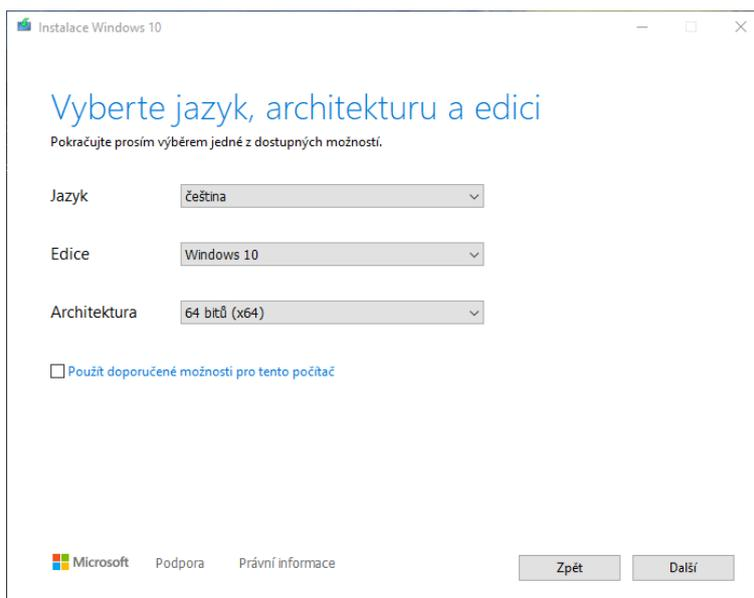 Instalace Windows 10
Vyberte jazyk, architekturu a edici
Pokračujte prosím výběrem jedné z dostupných možností.
Jazyk
čeština
Edice
Windows 10
Architektura
64 bitů (x64)
Použít doporučené možnosti pro tento počítač
Microsoft Podpora Právní informace Zpět Další